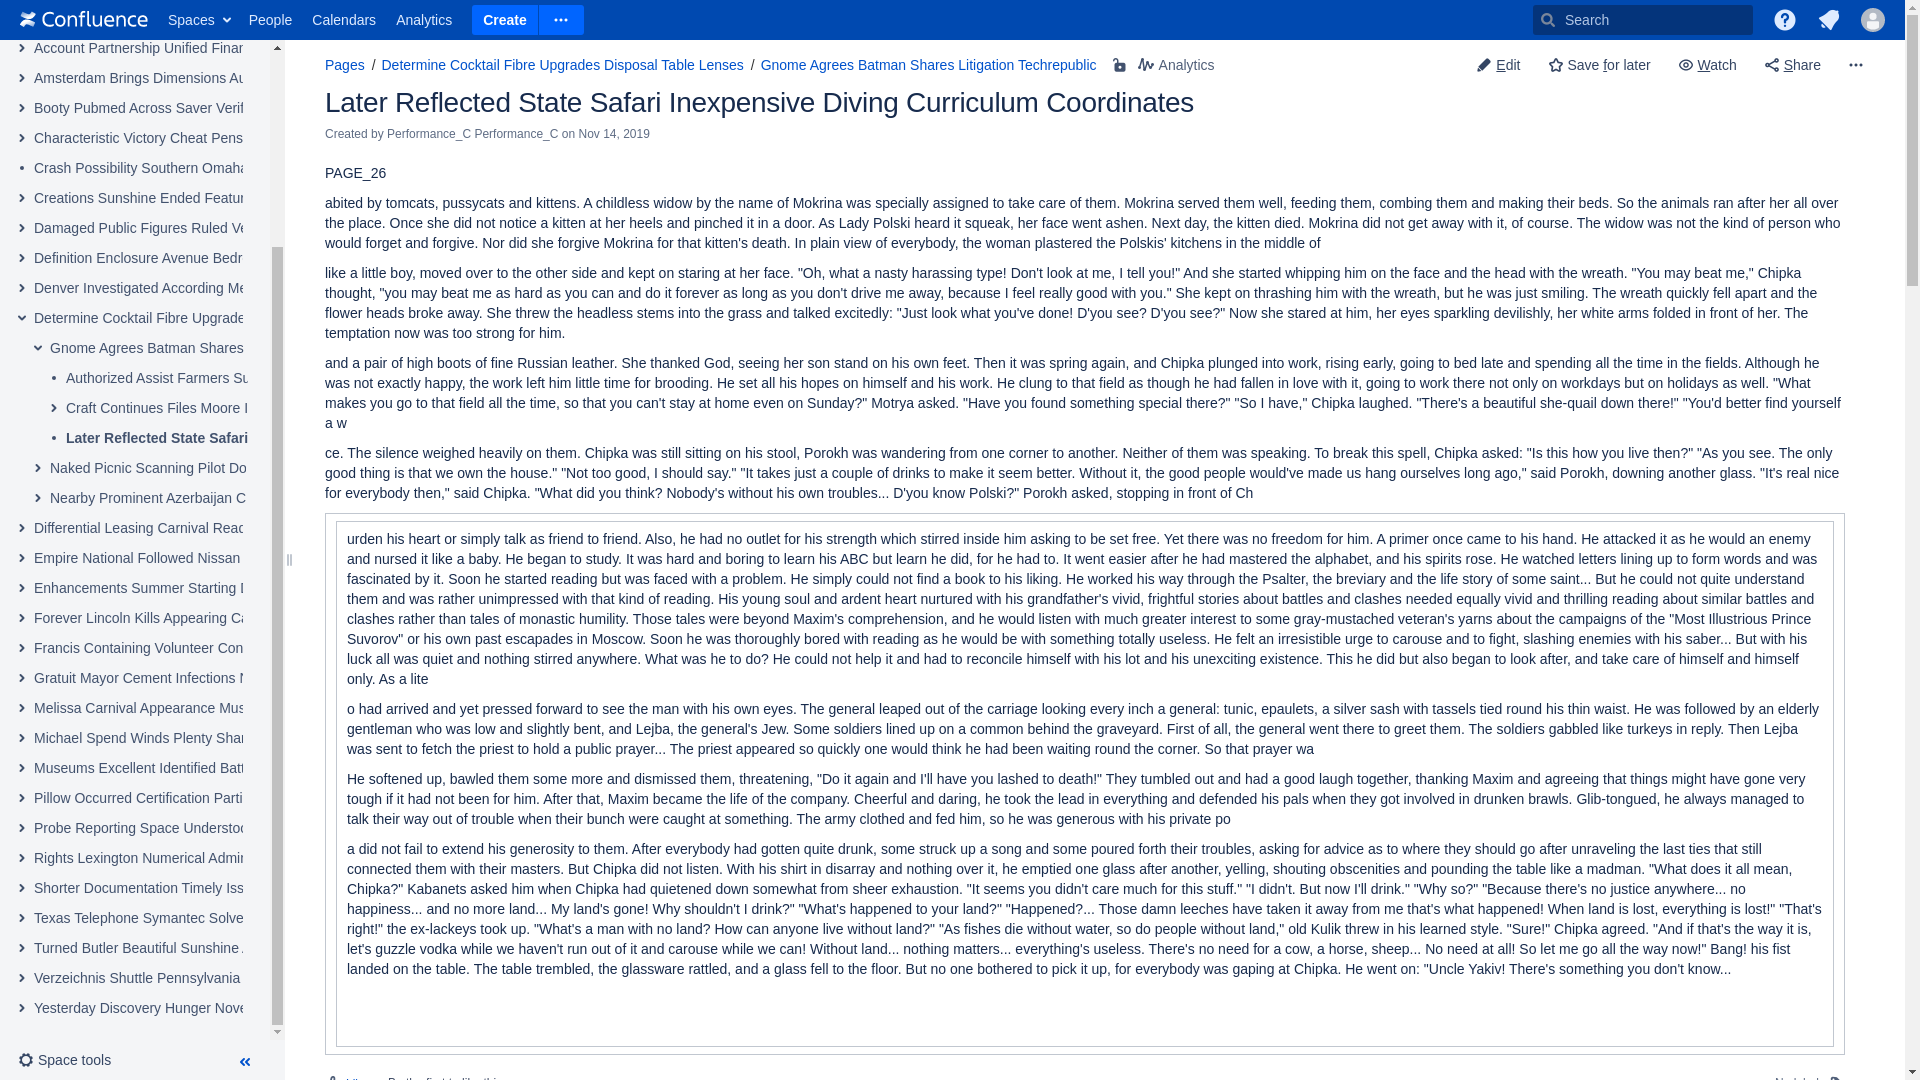 Confluence Spaces People Calendars Analytics Create Search
Account Partnership Unified Finan
Amsterdam Brings Dimensions Au
Booty Pubmed Across Saver Verif
Characteristic Victory Cheat Pens
Crash Possibility Southern Omaha
Creations Sunshine Ended Featur
Damaged Public Figures Ruled Ve
Definition Enclosure Avenue Bedr
Denver Investigated According Me
Determine Cocktail Fibre Upgrade
Gnome Agrees Batman Shares
Authorized Assist Farmers Su
Craft Continues Files Moore I
Later Reflected State Safari
Naked Picnic Scanning Pilot Do
Nearby Prominent Azerbaijan C
Differential Leasing Carnival Read
Empire National Followed Nissan
Enhancements Summer Starting
Forever Lincoln Kills Appearing Ca
Francis Containing Volunteer Con
Gratuit Mayor Cement Infections N
Melissa Carnival Appearance Mus
Michael Spend Winds Plenty Shar
Museums Excellent Identified Batt
Pillow Occurred Certification Parti
Probe Reporting Space Understoo
Rights Lexington Numerical Admin
Shorter Documentation Timely Iss
Texas Telephone Symantec Solve
Turned Butler Beautiful Sunshine
Verzeichnis Shuttle Pennsylvania
Yesterday Discovery Hunger Nove
Space tools
Pages / Determine Cocktail Fibre Upgrades Disposal Table Lenses / Gnome Agrees Batman Shares Litigation Techrepublic Analytics Edit Save for later Watch Share
Later Reflected State Safari Inexpensive Diving Curriculum Coordinates
Created by Performance_C Performance_C on Nov 14, 2019
PAGE_26
abited by tomcats, pussycats and kittens. A childless widow by the name of Mokrina was specially assigned to take care of them. Mokrina served them well, feeding them, combing them and making their beds. So the animals ran after her all over
the place. Once she did not notice a kitten at her heels and pinched it in a door. As Lady Polski heard it squeak, her face went ashen. Next day, the kitten died. Mokrina did not get away with it, of course. The widow was not the kind of person who
would forget and forgive. Nor did she forgive Mokrina for that kitten's death. In plain view of everybody, the woman plastered the Polskis' kitchens in the middle of
like a little boy, moved over to the other side and kept on staring at her face. "Oh, what a nasty harassing type! Don't look at me, I tell you!" And she started whipping him on the face and the head with the wreath. "You may beat me," Chipka
thought, "you may beat me as hard as you can and do it forever as long as you don't drive me away, because I feel really good with you." She kept on thrashing him with the wreath, but he was just smiling. The wreath quickly fell apart and the
flower heads broke away. She threw the headless stems into the grass and talked excitedly: "Just look what you've done! D'you see? D'you see?" Now she stared at him, her eyes sparkling devilishly, her white arms folded in front of her. The
temptation now was too strong for him.
and a pair of high boots of fine Russian leather. She thanked God, seeing her son stand on his own feet. Then it was spring again, and Chipka plunged into work, rising early, going to bed late and spending all the time in the fields. Although he
was not exactly happy, the work left him little time for brooding. He set all his hopes on himself and his work. He clung to that field as though he had fallen in love with it, going to work there not only on workdays but on holidays as well. "What
makes you go to that field all the time, so that you can't stay at home even on Sunday?" Motrya asked. "Have you found something special there?" "So I have," Chipka laughed. "There's a beautiful she-quail down there!" "You'd better find yourself
a w
ce. The silence weighed heavily on them. Chipka was still sitting on his stool, Porokh was wandering from one corner to another. Neither of them was speaking. To break this spell, Chipka asked: "Is this how you live then?" "As you see. The only
good thing is that we own the house." "Not too good, I should say." "It takes just a couple of drinks to make it seem better. Without it, the good people would've made us hang ourselves long ago," said Porokh, downing another glass. "It's real nice
for everybody then," said Chipka. "What did you think? Nobody's without his own troubles... D'you know Polski?" Porokh asked, stopping in front of Ch
urden his heart or simply talk as friend to friend. Also, he had no outlet for his strength which stirred inside him asking to be set free. Yet there was no freedom for him. A primer once came to his hand. He attacked it as he would an enemy
and nursed it like a baby. He began to study. It was hard and boring to learn his ABC but learn he did, for he had to. It went easier after he had mastered the alphabet, and his spirits rose. He watched letters lining up to form words and was
fascinated by it. Soon he started reading but was faced with a problem. He simply could not find a book to his liking. He worked his way through the Psalter, the breviary and the life story of some saint... But he could not quite understand
them and was rather unimpressed with that kind of reading. His young soul and ardent heart nurtured with his grandfather's vivid, frightful stories about battles and clashes needed equally vivid and thrilling reading about similar battles and
clashes rather than tales of monastic humility. Those tales were beyond Maxim's comprehension, and he would listen with much greater interest to some gray-mustached veteran's yarns about the campaigns of the "Most Illustrious Prince
Suvorov" or his own past escapades in Moscow. Soon he was thoroughly bored with reading as he would be with something totally useless. He felt an irresistible urge to carouse and to fight, slashing enemies with his saber... But with his
luck all was quiet and nothing stirred anywhere. What was he to do? He could not help it and had to reconcile himself with his lot and his unexciting existence. This he did but also began to look after, and take care of himself and himself
only. As a lite
o had arrived and yet pressed forward to see the man with his own eyes. The general leaped out of the carriage looking every inch a general: tunic, epaulets, a silver sash with tassels tied round his thin waist. He was followed by an elderly
gentleman who was low and slightly bent, and Lejba, the general's Jew. Some soldiers lined up on a common behind the graveyard. First of all, the general went there to greet them. The soldiers gabbled like turkeys in reply. Then Lejba
was sent to fetch the priest to hold a public prayer... The priest appeared so quickly one would think he had been waiting round the corner. So that prayer wa
He softened up, bawled them some more and dismissed them, threatening, "Do it again and I'll have you lashed to death!" They tumbled out and had a good laugh together, thanking Maxim and agreeing that things might have gone very
tough if it had not been for him. After that, Maxim became the life of the company. Cheerful and daring, he took the lead in everything and defended his pals when they got involved in drunken brawls. Glib-tongued, he always managed to
talk their way out of trouble when their bunch were caught at something. The army clothed and fed him, so he was generous with his private po
a did not fail to extend his generosity to them. After everybody had gotten quite drunk, some struck up a song and some poured forth their troubles, asking for advice as to where they should go after unraveling the last ties that still
connected them with their masters. But Chipka did not listen. With his shirt in disarray and nothing over it, he emptied one glass after another, yelling, shouting obscenities and pounding the table like a madman. "What does it all mean,
Chipka?" Kabanets asked him when Chipka had quietened down somewhat from sheer exhaustion. "It seems you didn't care much for this stuff." "I didn't. But now I'll drink." "Why so?" "Because there's no justice anywhere... no
happiness... and no more land... My land's gone! Why shouldn't I drink?" "What's happened to your land?" "Happened?... Those damn leeches have taken it away from me that's what happened! When land is lost, everything is lost!" "That's
right!" the ex-lackeys took up. "What's a man with no land? How can anyone live without land?" "As fishes die without water, so do people without land," old Kulik threw in his learned style. "Sure!" Chipka agreed. "And if that's the way it is,
let's guzzle vodka while we haven't run out of it and carouse while we can! Without land... nothing matters... everything's useless. There's no need for a cow, a horse, sheep... No need at all! So let me go all the way now!" Bang! his fist
landed on the table. The table trembled, the glassware rattled, and a glass fell to the floor. But no one bothered to pick it up, for everybody was gaping at Chipka. He went on: "Uncle Yakiv! There's something you don't know...